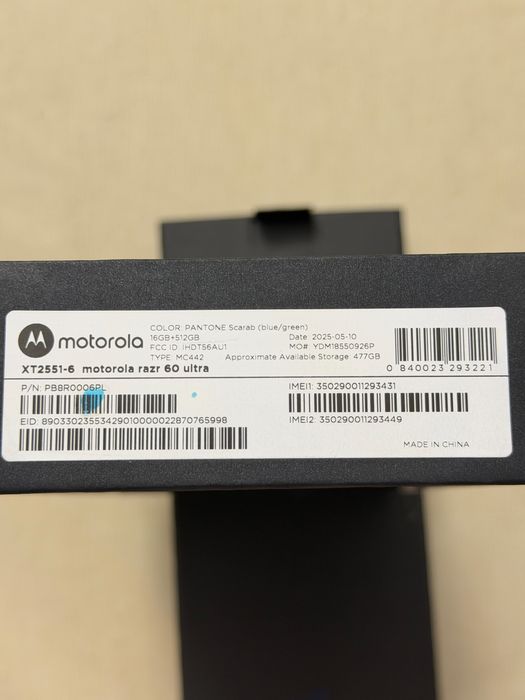 motorola
COLOR: PANTONE Scarab (blue/green)
16GB+512GB Date: 2025-05-10
FCC ID: IHDT56AU1 MO#: YDM18550926P
TYPE: MC442 Approximate Available Storage: 477GB
0 840023 293221
XT2551-6 motorola razr 60 ultra
P/N: PB8R0006PL
IMEI1: 350290011293431
EID: 89033023553429010000022870765998
IMEI2: 350290011293449
MADE IN CHINA